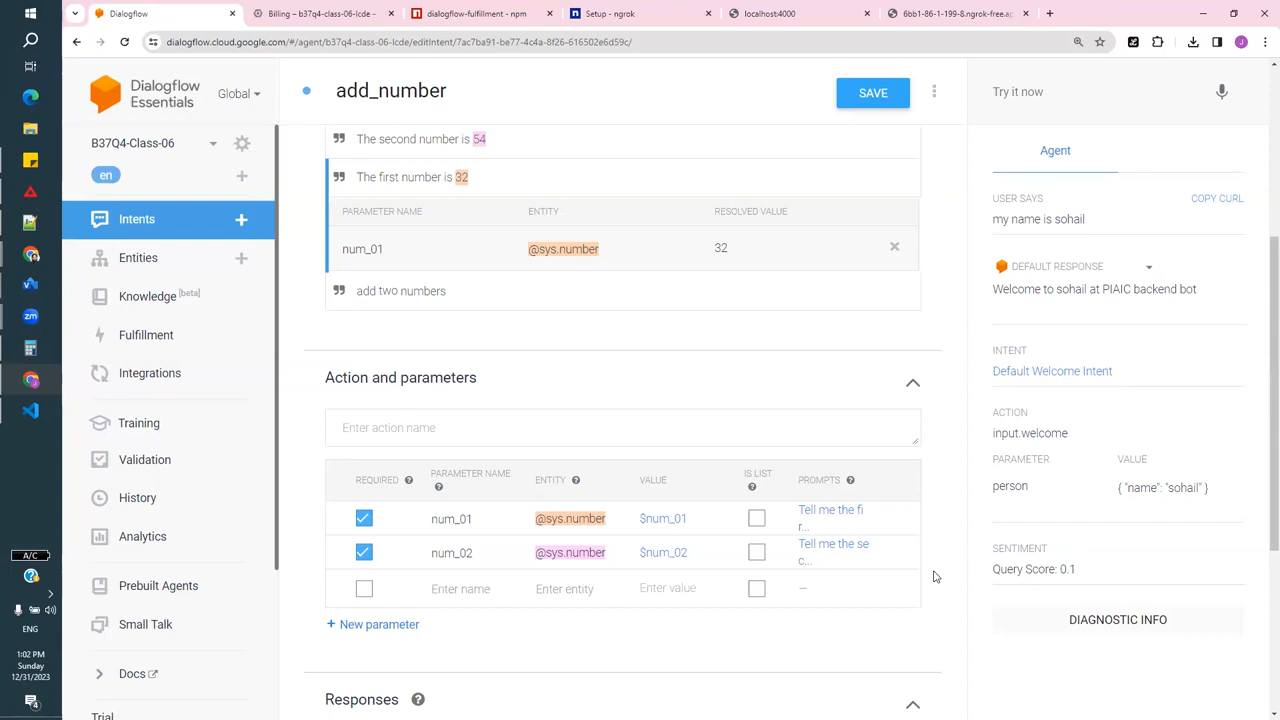 Dialogflow
Billing – b37q4-class-06-lcde –
dialogflow-fulfillment - npm
Setup - ngrok
localhost:4000
6bb1-86-1-199-8.ngrok-free.ap
dialogflow.cloud.google.com/#/agent/b37q4-class-06-lcde/editIntent/7ac7ba91-be77-4c4a-8f26-616502e6d59c/
J
Dialogflow
Essentials
Global
add_number
SAVE
Try it now
B37Q4-Class-06
en
Intents
Entities
Knowledge [beta]
Fulfillment
Integrations
Training
Validation
History
Analytics
Prebuilt Agents
Small Talk
Docs
Trial
The second number is 54
The first number is 32
PARAMETER NAME ENTITY RESOLVED VALUE
num_01 @sys.number 32
add two numbers
Action and parameters
Enter action name
REQUIRED PARAMETER NAME ENTITY VALUE IS LIST PROMPTS
num_01 @sys.number $num_01 Tell me the fi
r...
num_02 @sys.number $num_02 Tell me the se
c...
Enter name Enter entity Enter value —
+ New parameter
Responses
Agent
USER SAYS COPY CURL
my name is sohail
DEFAULT RESPONSE
Welcome to sohail at PIAIC backend bot
INTENT
Default Welcome Intent
ACTION
input.welcome
PARAMETER VALUE
person { "name": "sohail" }
SENTIMENT
Query Score: 0.1
DIAGNOSTIC INFO
zm
A/C
ENG
1:02 PM
Sunday
12/31/2023
4